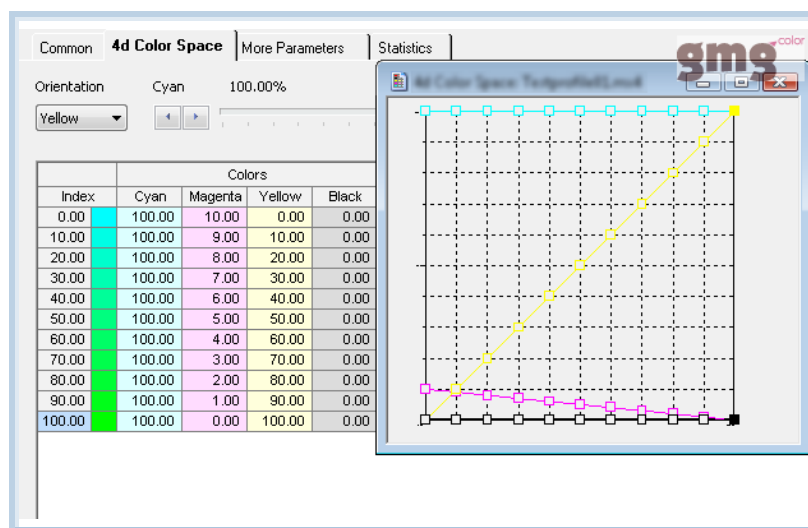 Common 4d Color Space More Parameters Statistics
gmg color
Orientation Cyan 100.00%
Yellow
Colors
Index Cyan Magenta Yellow Black
0.00 100.00 10.00 0.00 0.00
10.00 100.00 9.00 10.00 0.00
20.00 100.00 8.00 20.00 0.00
30.00 100.00 7.00 30.00 0.00
40.00 100.00 6.00 40.00 0.00
50.00 100.00 5.00 50.00 0.00
60.00 100.00 4.00 60.00 0.00
70.00 100.00 3.00 70.00 0.00
80.00 100.00 2.00 80.00 0.00
90.00 100.00 1.00 90.00 0.00
100.00 100.00 0.00 100.00 0.00